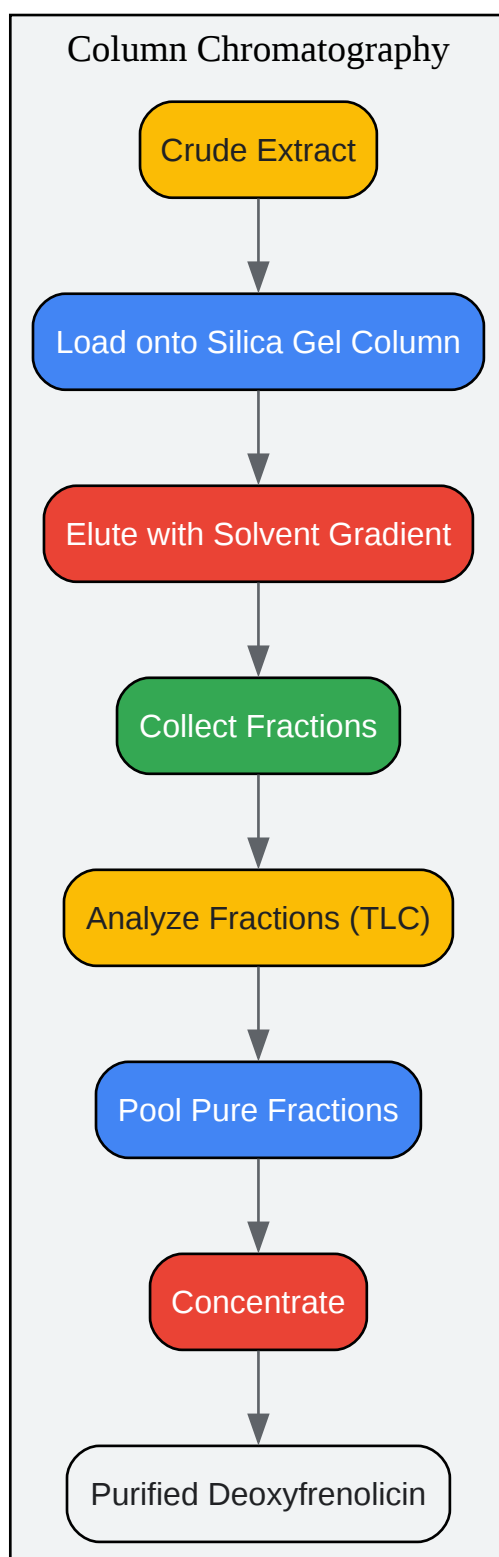 Column Chromatography
Crude Extract
Load onto Silica Gel Column
Elute with Solvent Gradient
Collect Fractions
Analyze Fractions (TLC)
Pool Pure Fractions
Concentrate
Purified Deoxyfrenolicin